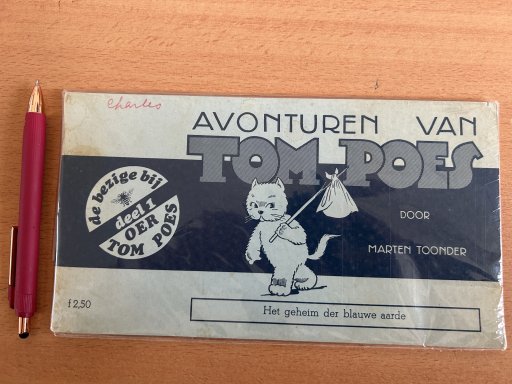 Charles
AVONTUREN VAN
TOM POES
de bezige bij
deel 1
OER
TOM POES
DOOR
MARTEN TOONDER
f 2,50
Het geheim der blauwe aarde